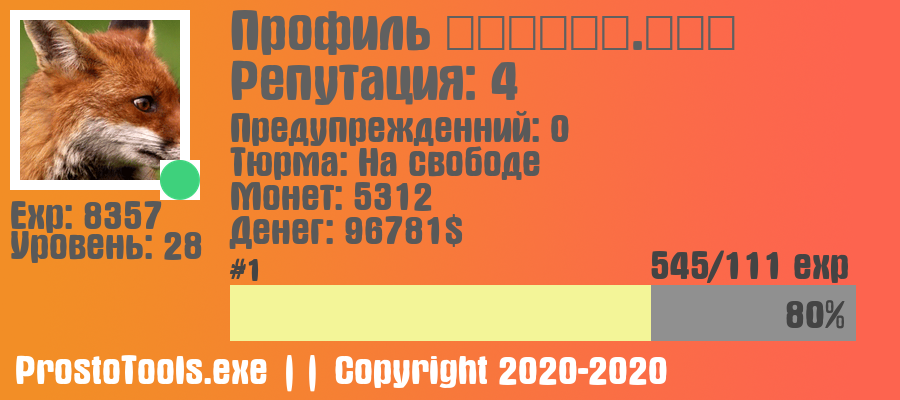 Профиль □□□□□□.□□□
Репутация: 4
Предупрежденний: 0
Тюрма: На свободе
Монет: 5312
Денег: 96781$
Exp: 8357
Уровень: 28
#1
545/111 exp
80%
ProstoTools.exe || Copyright 2020-2020